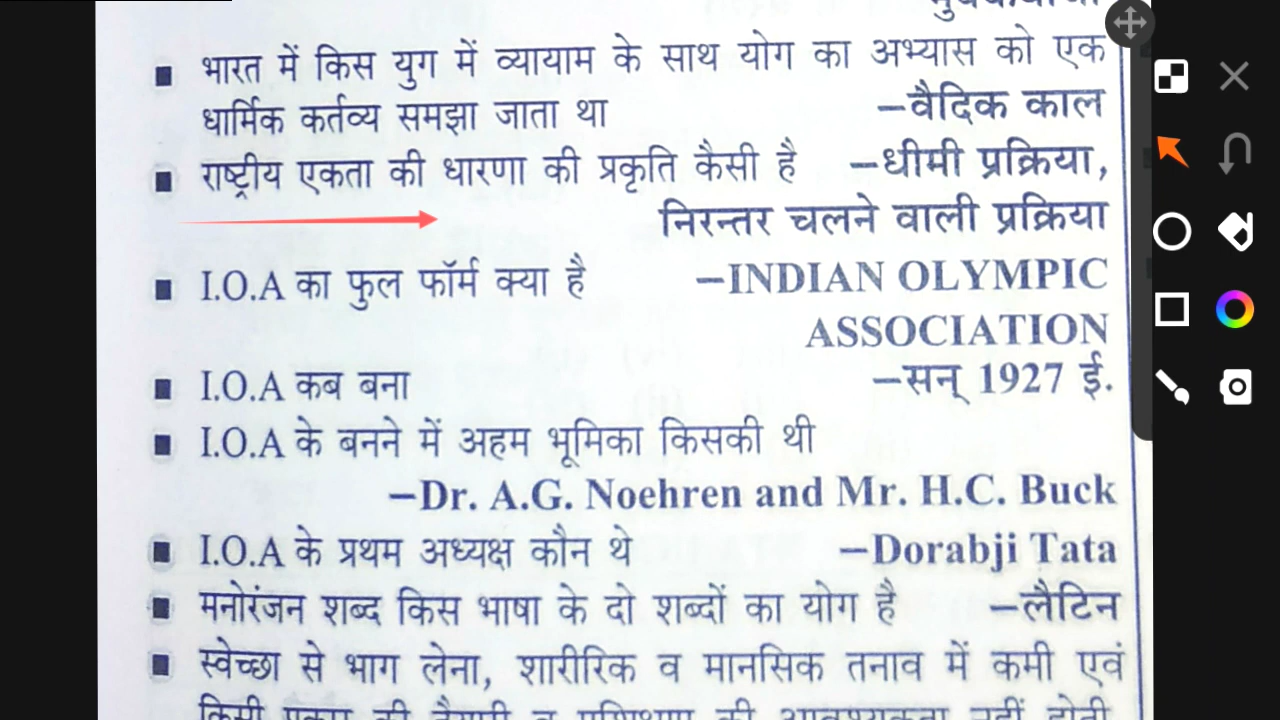 ■ भारत में किस युग में व्यायाम के साथ योग का अभ्यास को एक
धार्मिक कर्तव्य समझा जाता था –वैदिक काल
■ राष्ट्रीय एकता की धारणा की प्रकृति कैसी है –धीमी प्रक्रिया,
निरन्तर चलने वाली प्रक्रिया
■ I.O.A का फुल फॉर्म क्या है –INDIAN OLYMPIC
ASSOCIATION
■ I.O.A कब बना –सन् 1927 ई.
■ I.O.A के बनने में अहम भूमिका किसकी थी
–Dr. A.G. Noehren and Mr. H.C. Buck
■ I.O.A के प्रथम अध्यक्ष कौन थे –Dorabji Tata
■ मनोरंजन शब्द किस भाषा के दो शब्दों का योग है –लैटिन
■ स्वेच्छा से भाग लेना, शारीरिक व मानसिक तनाव में कमी एवं